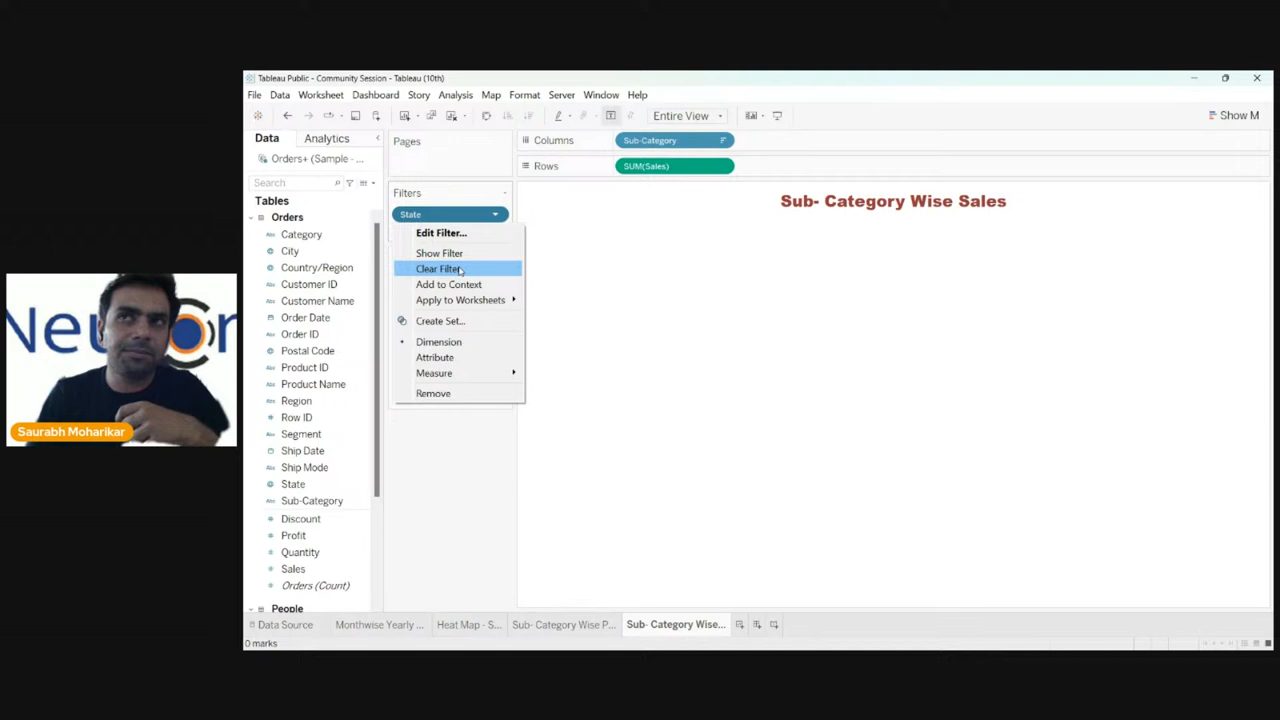 Tableau Public - Community Session - Tableau (10th)
File Data Worksheet Dashboard Story Analysis Map Format Server Window Help
Entire View
Show M
Data Analytics
Orders+ (Sample - ...
Search
Tables
Orders
Category
City
Country/Region
Customer ID
Customer Name
Order Date
Order ID
Postal Code
Product ID
Product Name
Region
Row ID
Segment
Ship Date
Ship Mode
State
Sub-Category
Discount
Profit
Quantity
Sales
Orders (Count)
People
Pages
Filters
State
Edit Filter...
Show Filter
Clear Filter
Add to Context
Apply to Worksheets
Create Set...
Dimension
Attribute
Measure
Remove
Columns
Sub-Category
Rows
SUM(Sales)
Sub- Category Wise Sales
Saurabh Moharikar
Data Source
Monthwise Yearly ...
Heat Map - S...
Sub- Category Wise P...
Sub- Category Wise...
0 marks